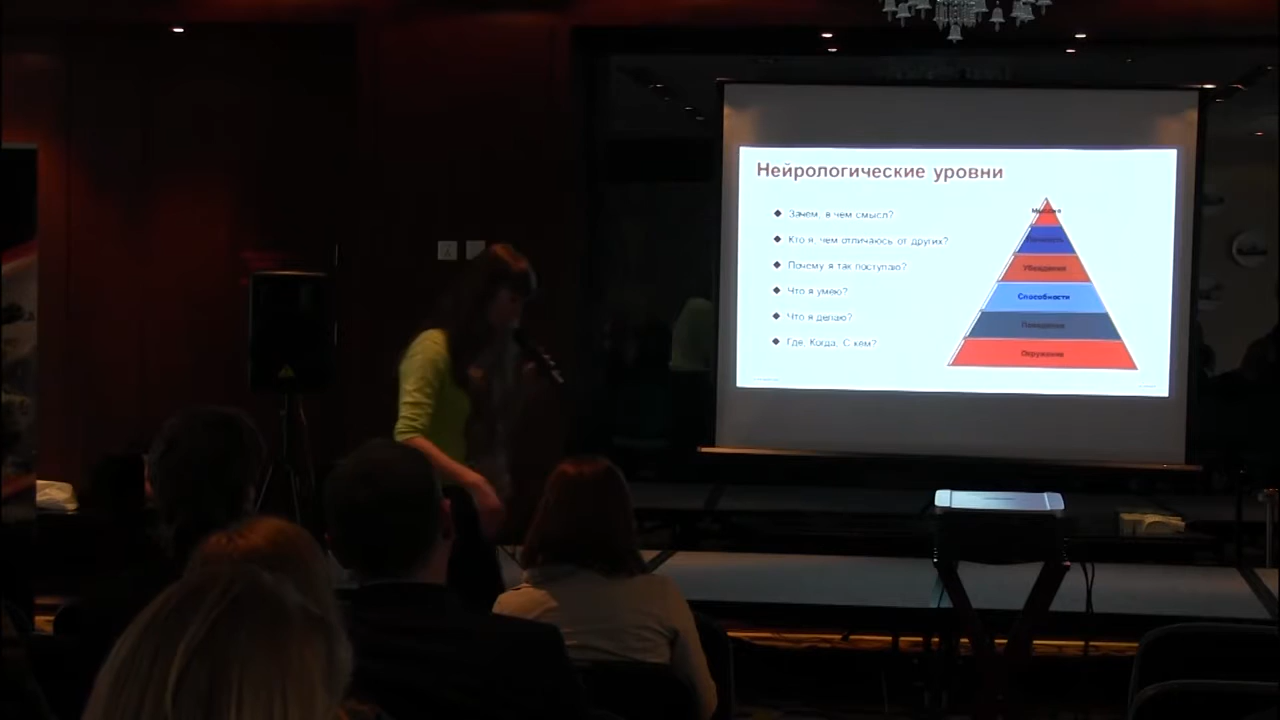 Нейрологические уровни
Зачем, в чем смысл?
Кто я, чем отличаюсь от других?
Почему я так поступаю?
Что я умею?
Что я делаю?
Где, Когда, С кем?
Миссия
Личность
Убеждения
Способности
Поведение
Окружение